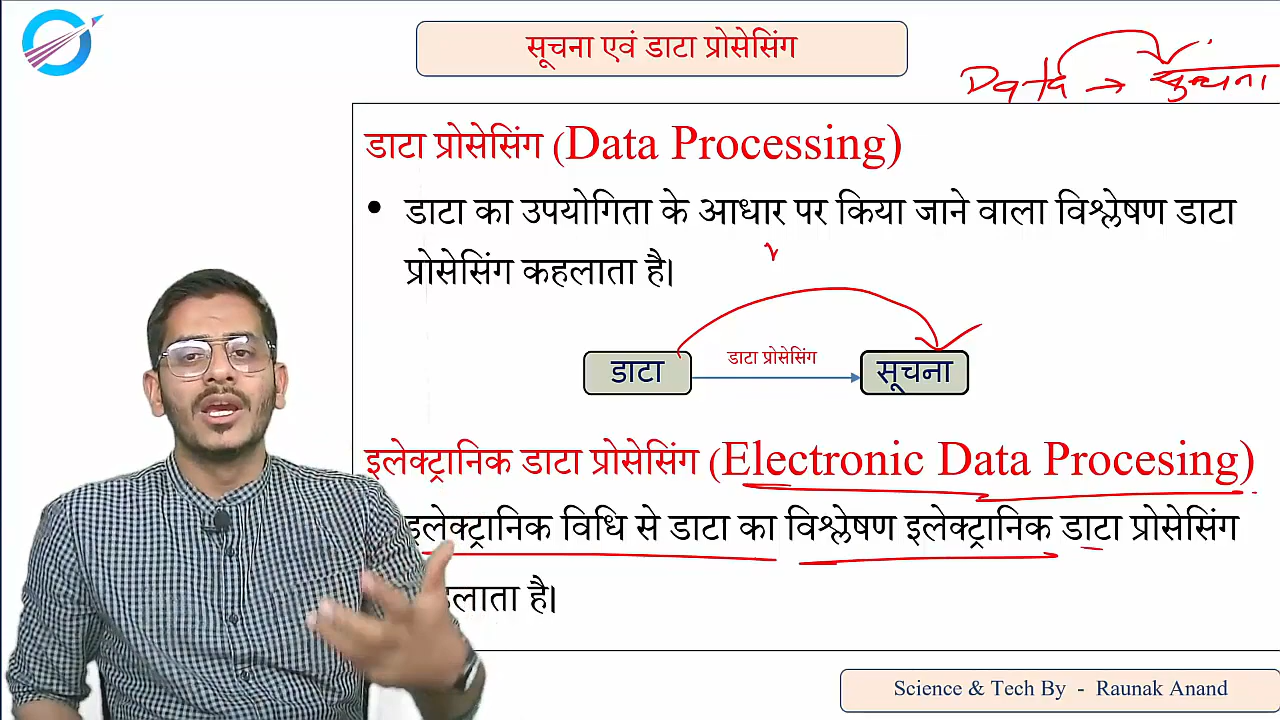 सूचना एवं डाटा प्रोसेसिंग
Data → सुचना
डाटा प्रोसेसिंग (Data Processing)
• डाटा का उपयोगिता के आधार पर किया जाने वाला विश्लेषण डाटा
प्रोसेसिंग कहलाता है।
डाटा
डाटा प्रोसेसिंग
सूचना
इलेक्ट्रानिक डाटा प्रोसेसिंग (Electronic Data Procesing)
इलेक्ट्रानिक विधि से डाटा का विश्लेषण इलेक्ट्रानिक डाटा प्रोसेसिंग
कहलाता है।
Science & Tech By - Raunak Anand